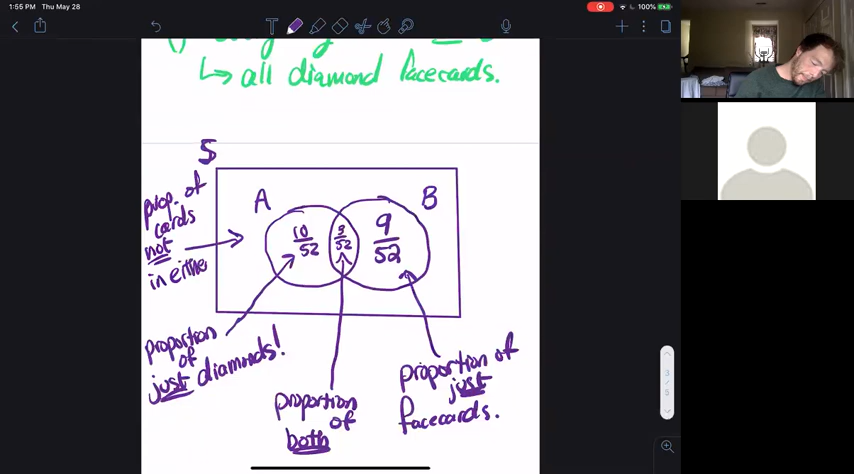 1:55 PM Thu May 28
100%
↳ all diamond facecards.
S
prop. of
cards
not
in either
A
B
10
52
3
52
9
52
proportion
of
just diamonds!
proportion
of
both
proportion of
just
facecards.
3
5